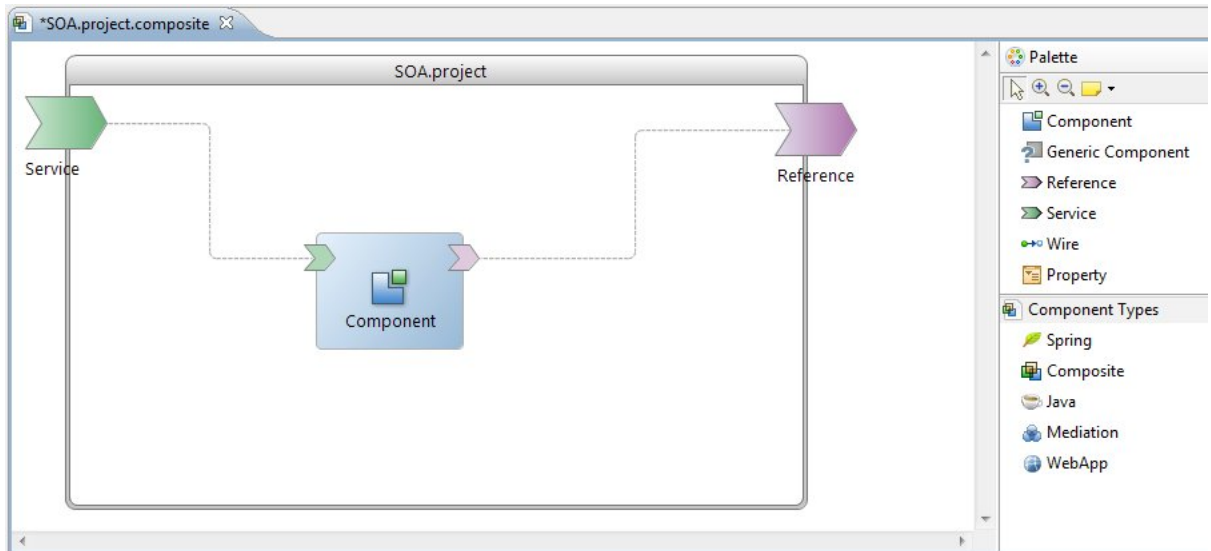 *SOA.project.composite
SOA.project
Service
Reference
Component
Palette
Component
Generic Component
Reference
Service
Wire
Property
Component Types
Spring
Composite
Java
Mediation
WebApp